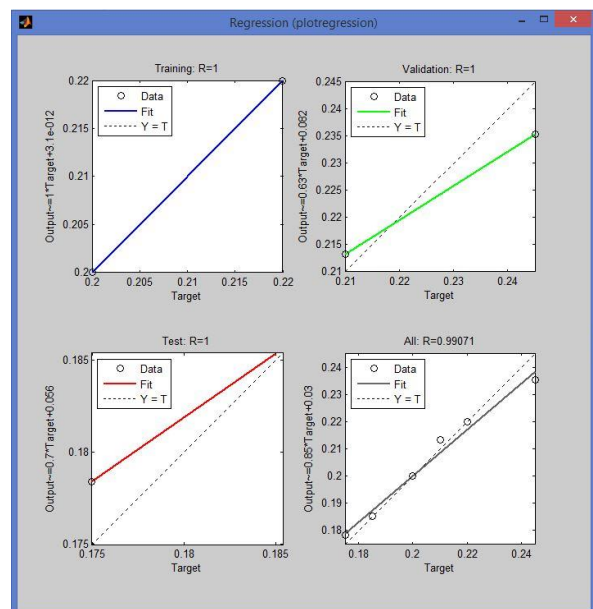 Regression (plotregression)
Training: R=1
Output~=1*Target+3.1e-012
0.22
0.215
0.21
0.205
0.2
Data
Fit
Y = T
0.2 0.205 0.21 0.215 0.22
Target
Validation: R=1
Output~=0.63*Target+0.082
0.245
0.24
0.235
0.23
0.225
0.22
0.215
0.21
Data
Fit
Y = T
0.21 0.22 0.23 0.24
Target
Test: R=1
Output~=0.7*Target+0.056
0.185
0.18
0.175
Data
Fit
Y = T
0.175 0.18 0.185
Target
All: R=0.99071
Output~=0.85*Target+0.03
0.24
0.23
0.22
0.21
0.2
0.19
0.18
Data
Fit
Y = T
0.18 0.2 0.22 0.24
Target